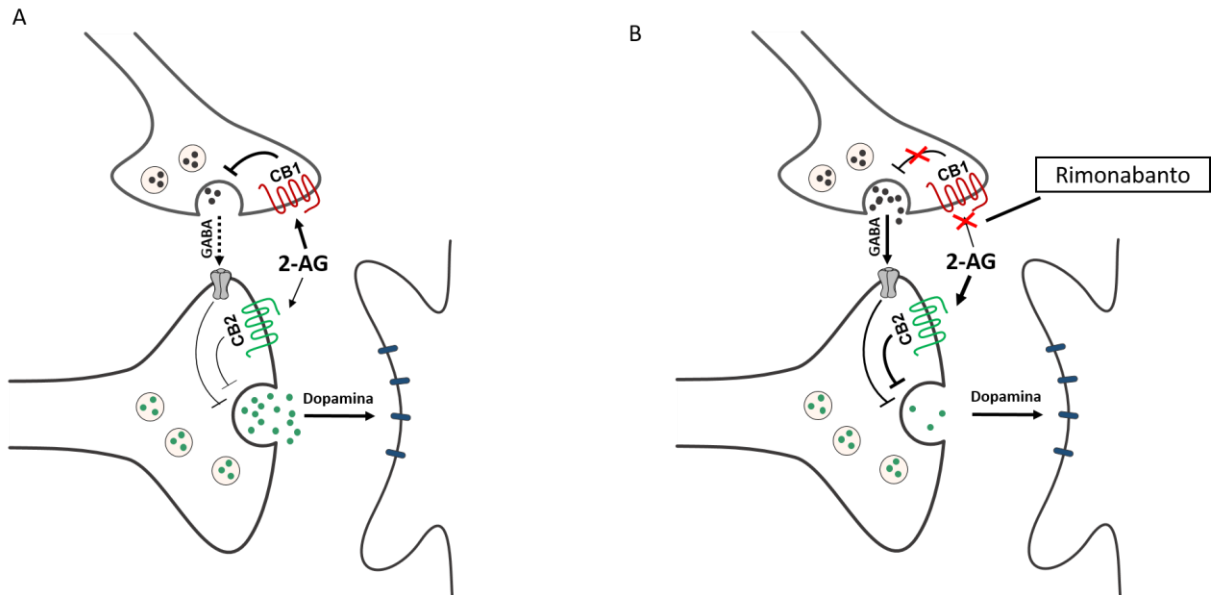 A
CB1
GABA
2-AG
CB2
Dopamina
B
CB1
Rimonabanto
GABA
2-AG
CB2
Dopamina